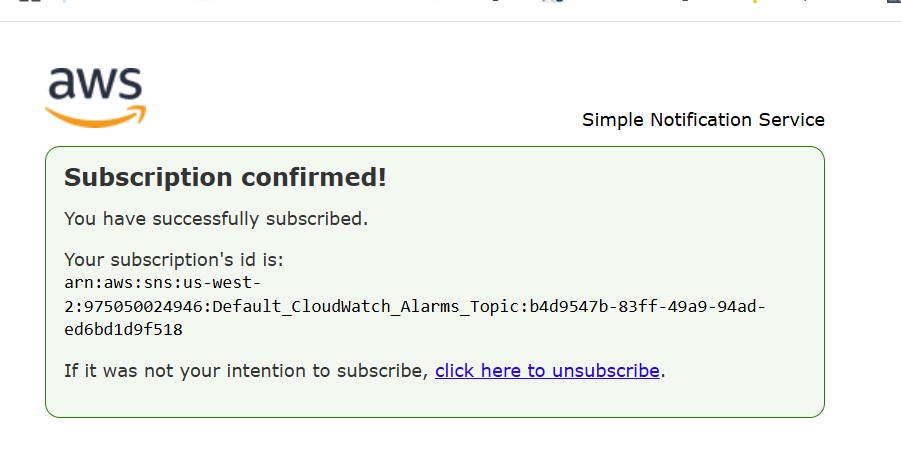 aws
Simple Notification Service
Subscription confirmed!
You have successfully subscribed.
Your subscription's id is:
arn:aws:sns:us-west-
2:975050024946:Default_CloudWatch_Alarms_Topic:b4d9547b-83ff-49a9-94ad-
ed6bd1d9f518
If it was not your intention to subscribe, click here to unsubscribe.